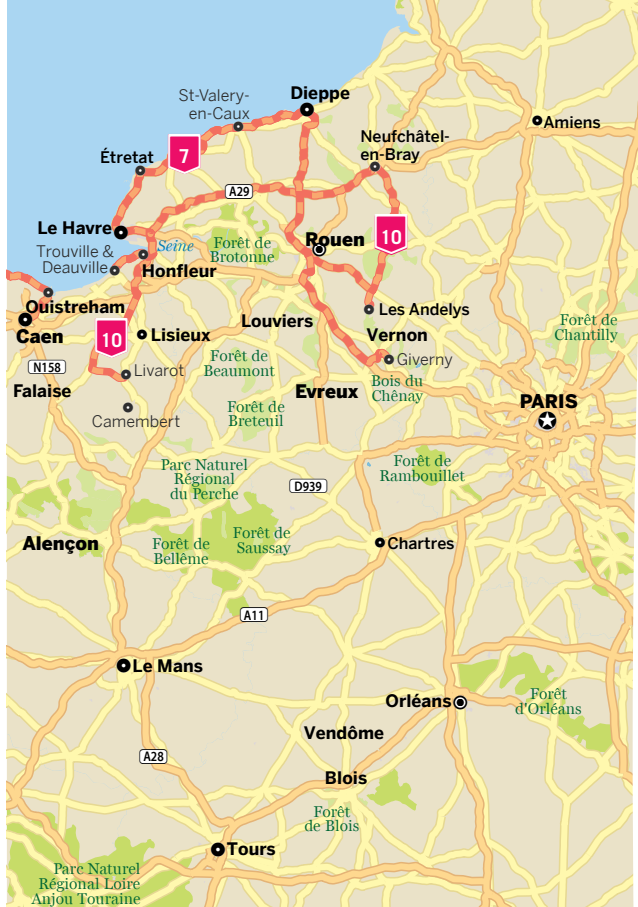 St-Valery-
en-Caux
Dieppe
Amiens
Neufchâtel-
en-Bray
Étretat
7
A29
Le Havre
Seine
Forêt de
Brotonne
Rouen
10
Trouville &
Deauville
Honfleur
Ouistreham
Caen
10
Lisieux
Louviers
Les Andelys
Vernon
Forêt de
Chantilly
N158
Livarot
Forêt de
Beaumont
Giverny
Falaise
Evreux
Bois du
Chênay
PARIS
Camembert
Forêt de
Breteuil
Parc Naturel
Régional
du Perche
Forêt de
Rambouillet
D939
Alençon
Forêt de
Bellême
Forêt de
Saussay
Chartres
A11
Le Mans
Orléans
Forêt
d'Orléans
Vendôme
A28
Blois
Forêt
de Blois
Tours
Parc Naturel
Régional Loire
Anjou Touraine